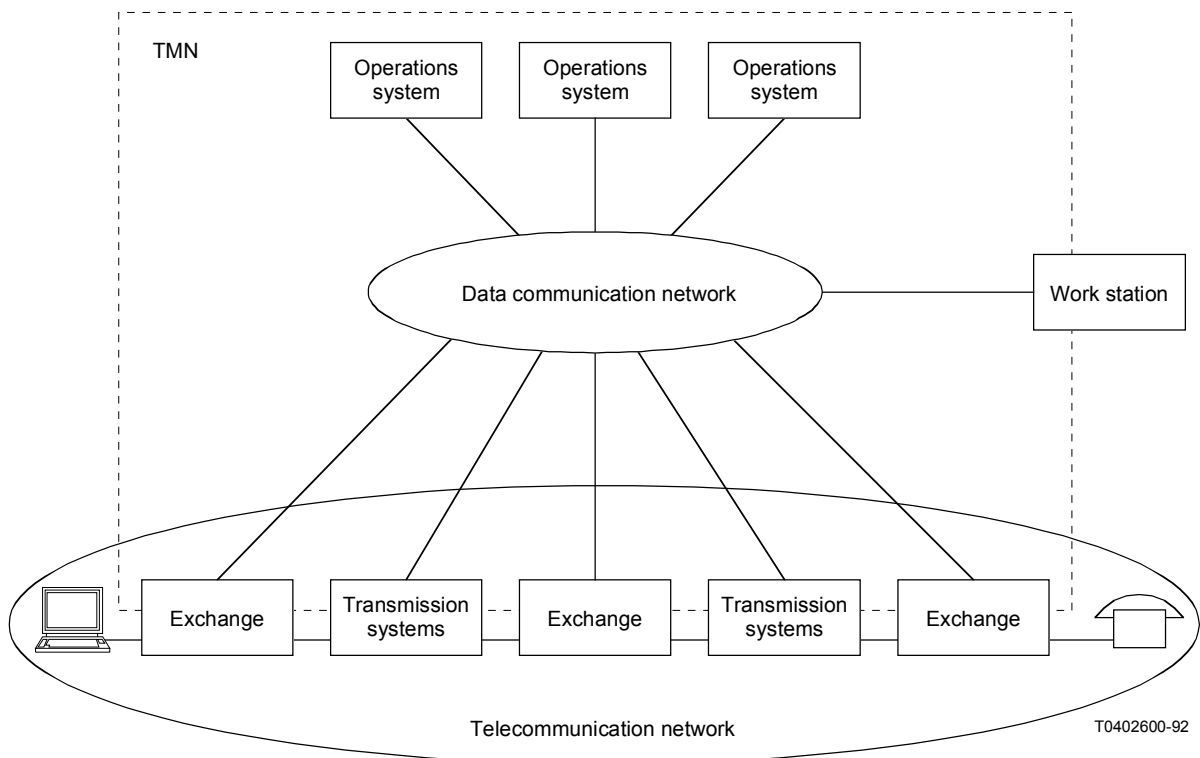 TMN
Operations
system
Operations
system
Operations
system
Data communication network
Work station
Exchange
Transmission
systems
Exchange
Transmission
systems
Exchange
Telecommunication network
T0402600-92